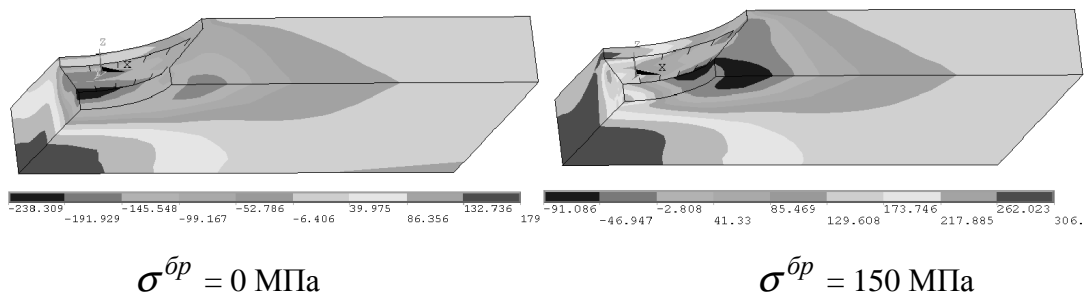 z
x
z
x
-238.309 -145.548 -52.786 39.975 132.736
-191.929 -99.167 -6.406 86.356 179
-91.086 -2.808 85.469 173.746 262.023
-46.947 41.33 129.608 217.885 306.
σ^бр = 0 МПа
σ^бр = 150 МПа